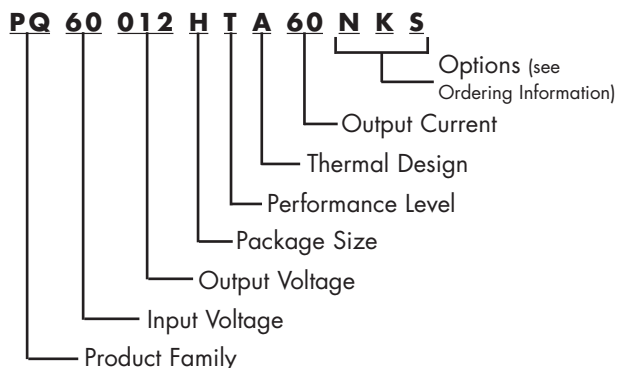 PQ 60 012 H T A 60 N K S
Options (see
Ordering Information)
Output Current
Thermal Design
Performance Level
Package Size
Output Voltage
Input Voltage
Product Family